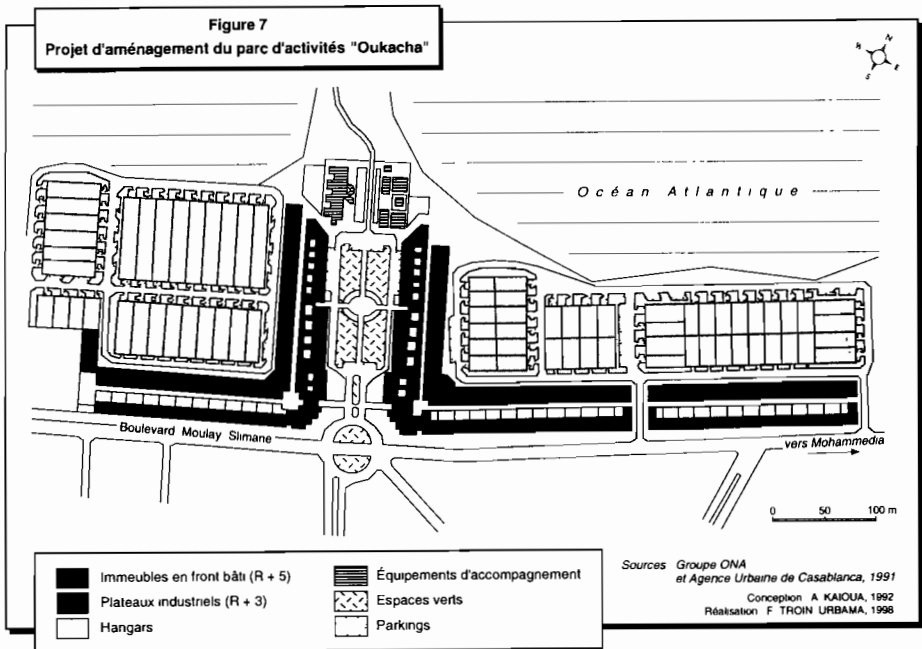 Figure 7
Projet d'aménagement du parc d'activités "Oukacha"
N
E
S
Océan Atlantique
Boulevard Moulay Slimane
vers Mohammedia
0 50 100 m
Immeubles en front bâti (R + 5)
Plateaux industriels (R + 3)
Hangars
Équipements d'accompagnement
Espaces verts
Parkings
Sources Groupe ONA
et Agence Urbaine de Casablanca, 1991
Conception A KAIOUA, 1992
Réalisation F TROIN URBAMA, 1998